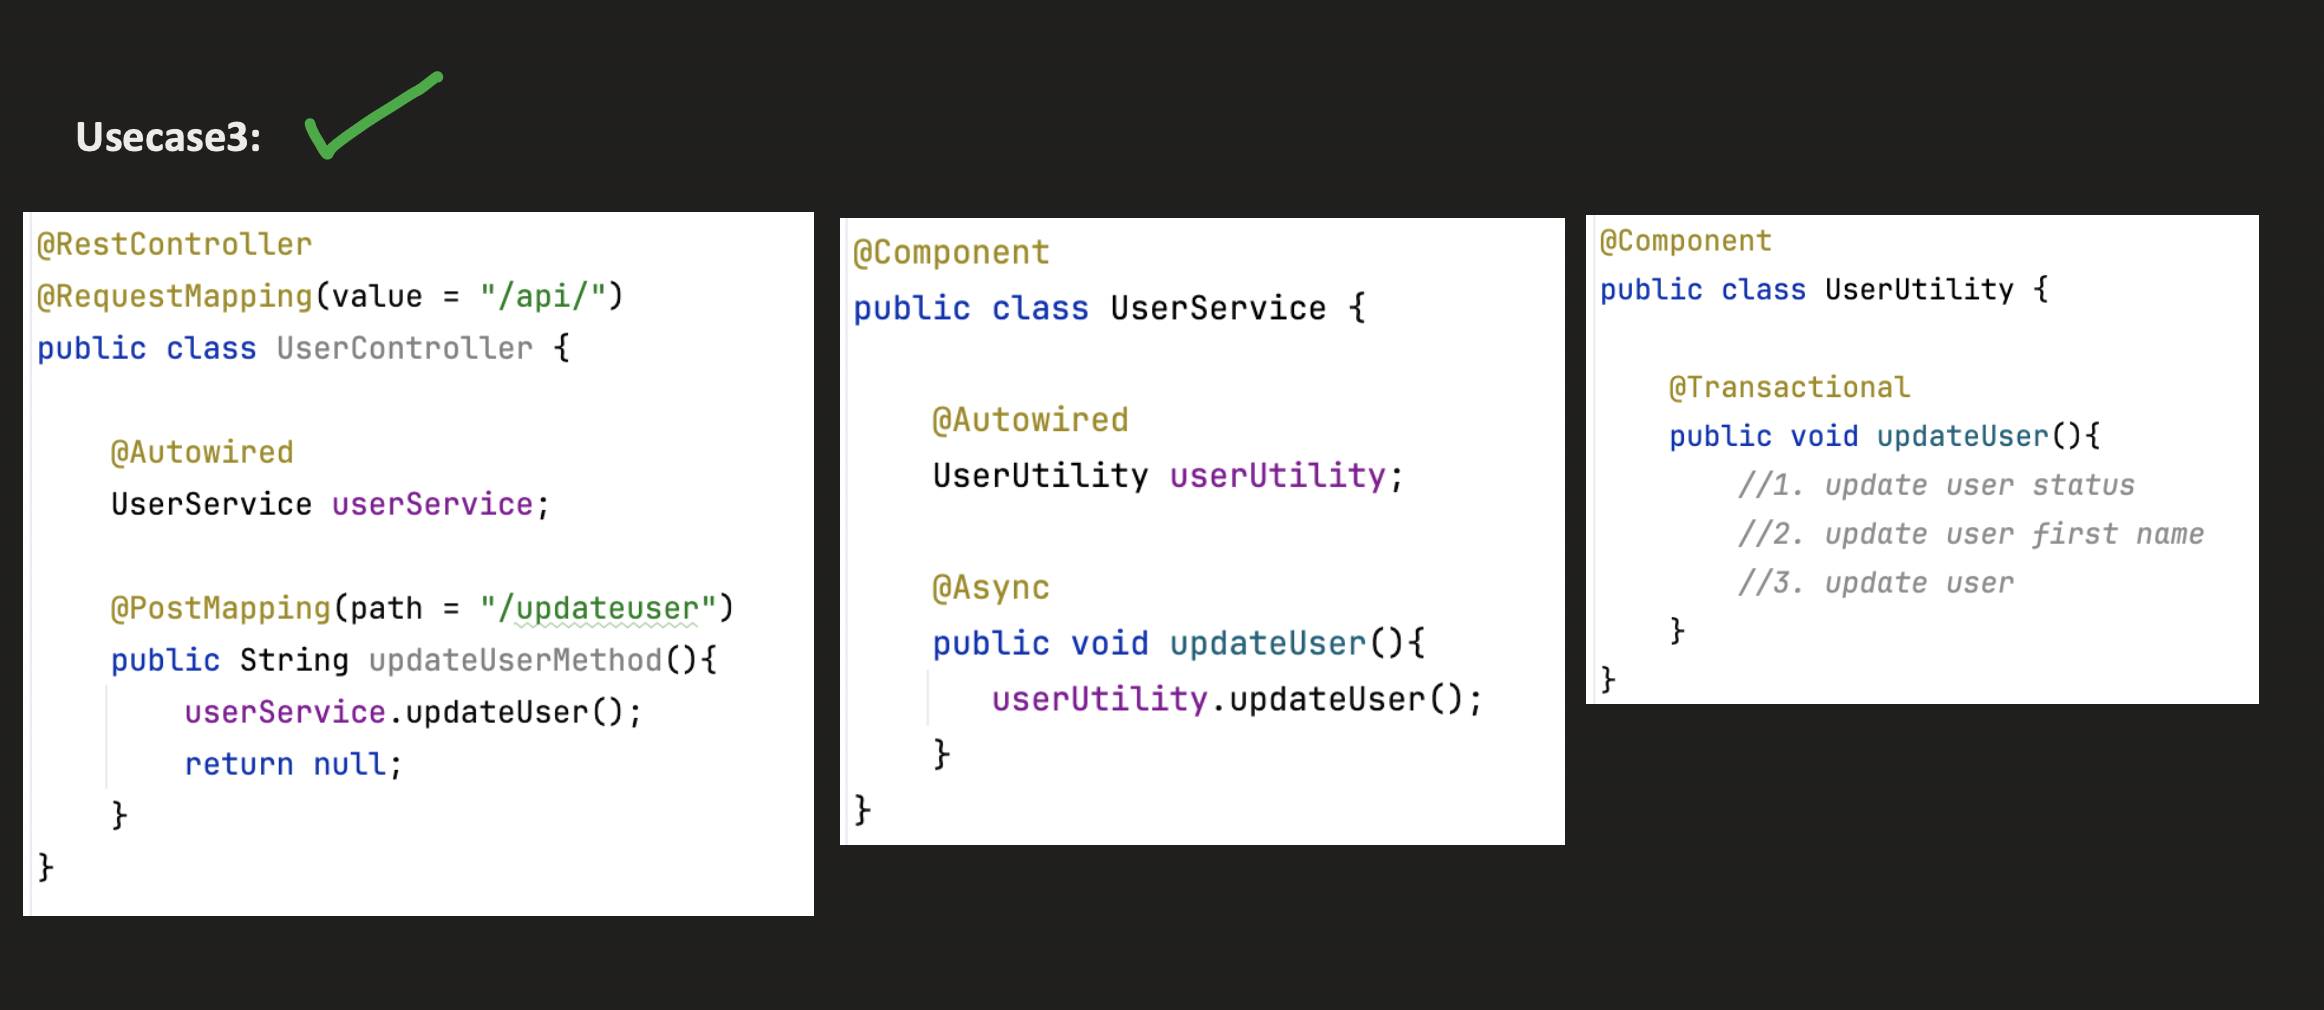 Usecase3:
@RestController
@RequestMapping(value = "/api/")
public class UserController {
@Autowired
UserService userService;
@PostMapping(path = "/updateuser")
public String updateUserMethod(){
userService.updateUser();
return null;
}
}
@Component
public class UserService {
@Autowired
UserUtility userUtility;
@Async
public void updateUser(){
userUtility.updateUser();
}
}
@Component
public class UserUtility {
@Transactional
public void updateUser(){
//1. update user status
//2. update user first name
//3. update user
}
}